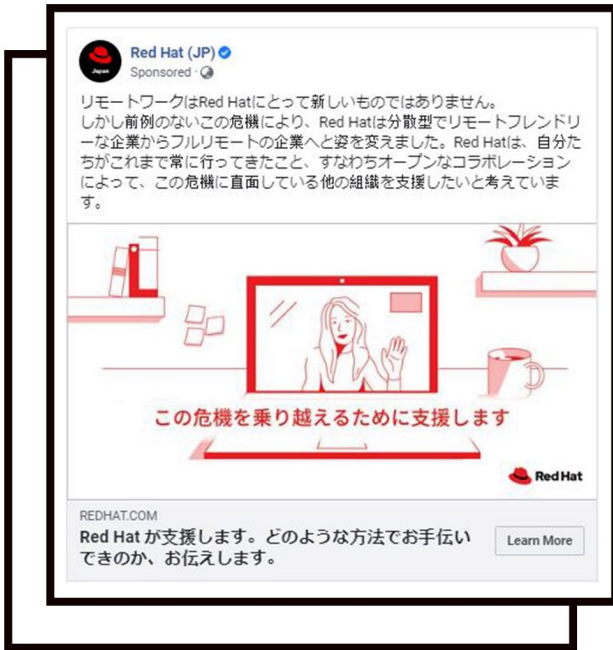 Red Hat (JP)
Japan
Sponsored ·
リモートワークはRed Hatにとって新しいものではありません。
しかし前例のないこの危機により、Red Hatは分散型でリモートフレンドリ
ーな企業からフルリモートの企業へと姿を変えました。Red Hatは、自分た
ちがこれまで常に行ってきたこと、すなわちオープンなコラボレーション
によって、この危機に直面している他の組織を支援したいと考えていま
す。
この危機を乗り越えるために支援します
Red Hat
REDHAT.COM
Red Hat が支援します。どのような方法でお手伝い
できのか、お伝えします。
Learn More